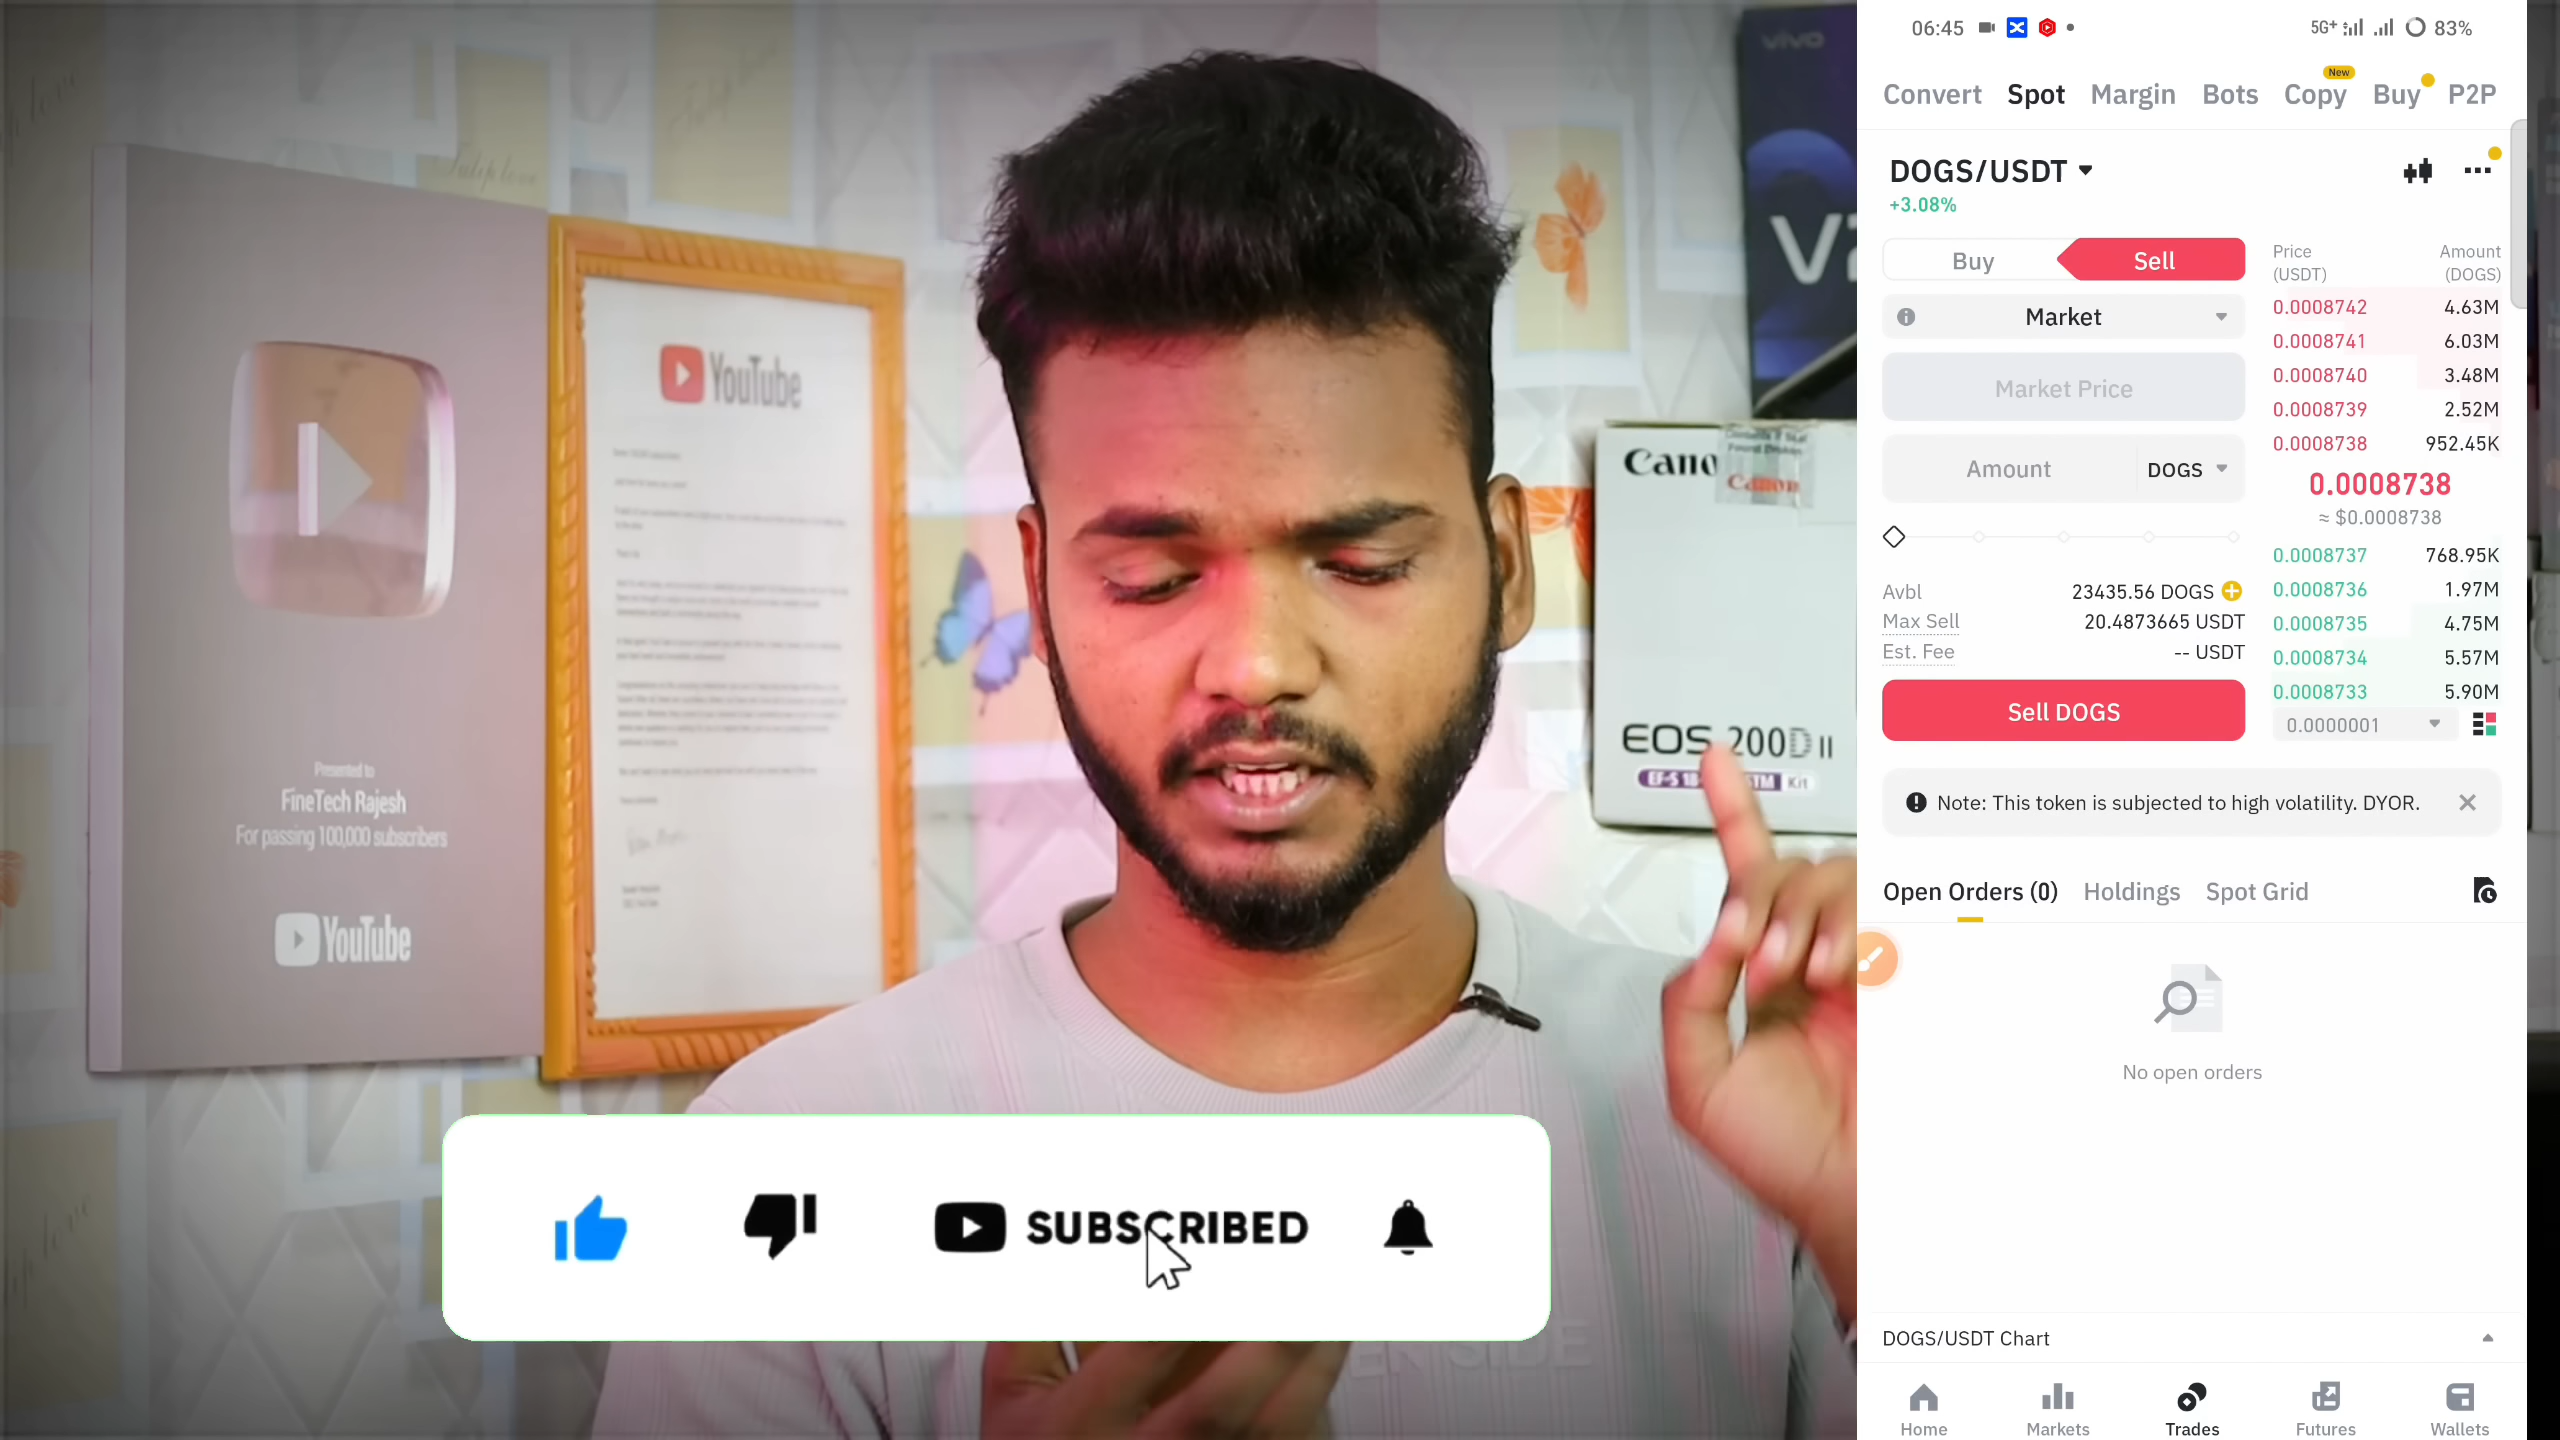 Tulip love
YouTube
Presented to
FineTech Rajesh
For passing 100,000 subscribers
YouTube
vivo
V2
Canon
EOS 200D II
Kit
SUBSCRIBED
06:45
5G+
83%
New
Convert Spot Margin Bots Copy Buy P2P
DOGS/USDT
+3.08%
Buy
Sell
Market
Market Price
Amount
DOGS
Avbl 23435.56 DOGS
Max Sell 20.4873665 USDT
Est. Fee -- USDT
Sell DOGS
Price Amount
(USDT) (DOGS)
0.0008742 4.63M
0.0008741 6.03M
0.0008740 3.48M
0.0008739 2.52M
0.0008738 952.45K
0.0008738
≈ $0.0008738
0.0008737 768.95K
0.0008736 1.97M
0.0008735 4.75M
0.0008734 5.57M
0.0008733 5.90M
0.0000001
Note: This token is subjected to high volatility. DYOR.
Open Orders (0) Holdings Spot Grid
No open orders
DOGS/USDT Chart
Home Markets Trades Futures Wallets